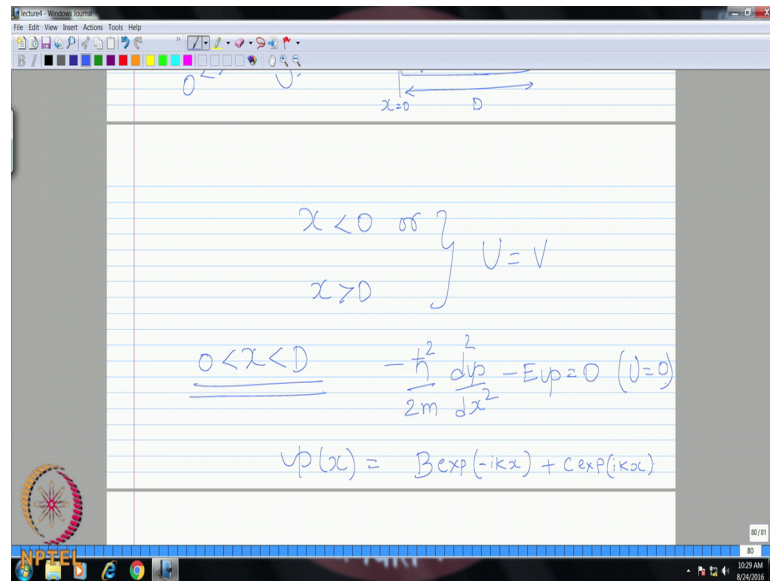 lecture4 - Windows Journal
File Edit View Insert Actions Tools Help
B I
x=0 D
x < 0 or
U = V
x > D
0 < x < D -ħ²/2m d²ψ/dx² - Eψ = 0 (U=0)
ψ(x) = B exp(-ikx) + C exp(ikx)
NPTEL
80/81
80
10:29 AM
8/24/2016